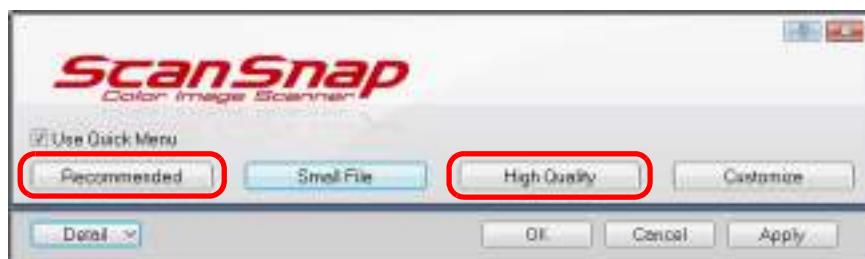 ScanSnap
Color Image Scanner
Use Quick Menu
Recommended Small File High Quality Customize
Detail OK Cancel Apply